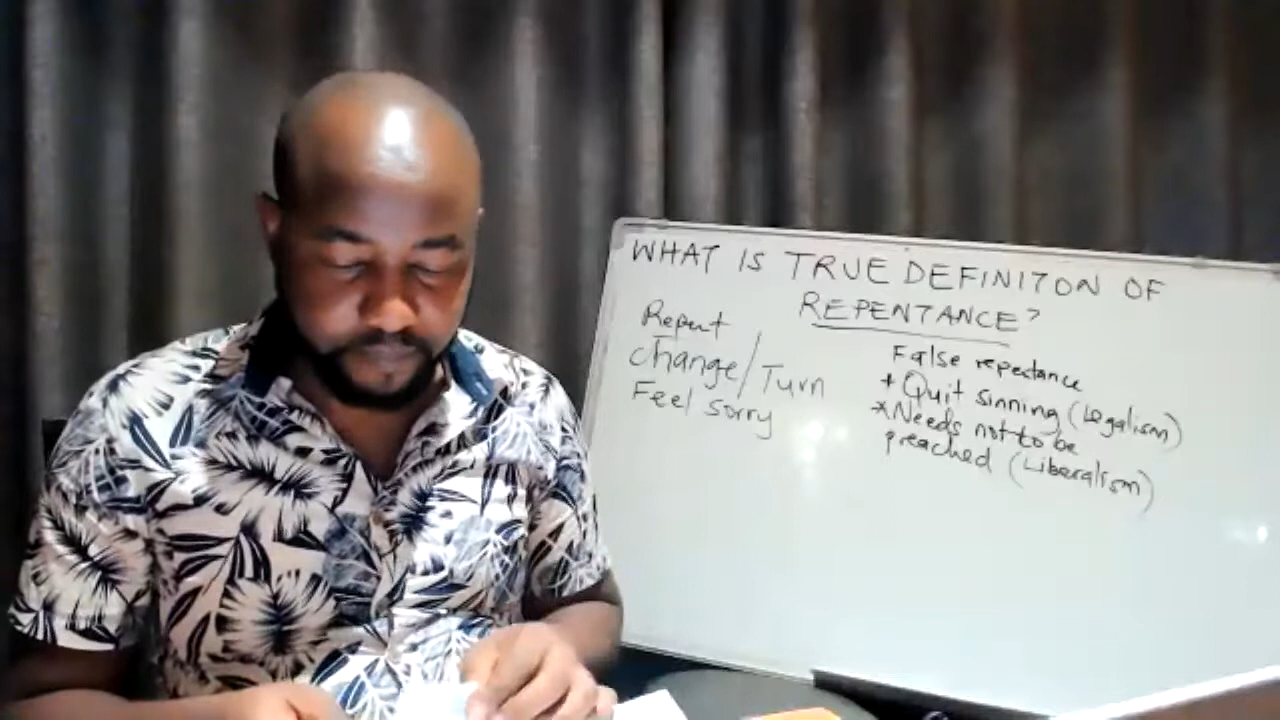 WHAT IS TRUE DEFINITON OF
REPENTANCE?
Repent
Change/Turn
Feel sorry
False repentance
* Quit sinning (Legalism)
* Needs not to be
preached (Liberalism)